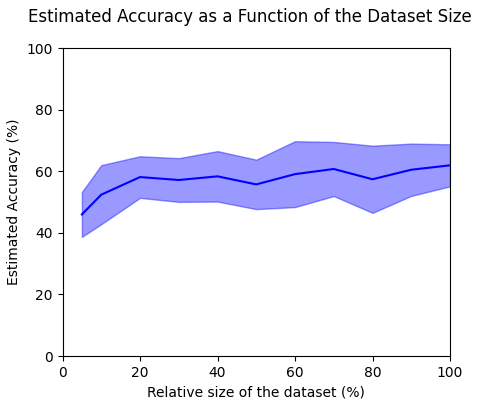 Estimated Accuracy as a Function of the Dataset Size
100
80
60
40
20
0
Estimated Accuracy (%)
0 20 40 60 80 100
Relative size of the dataset (%)